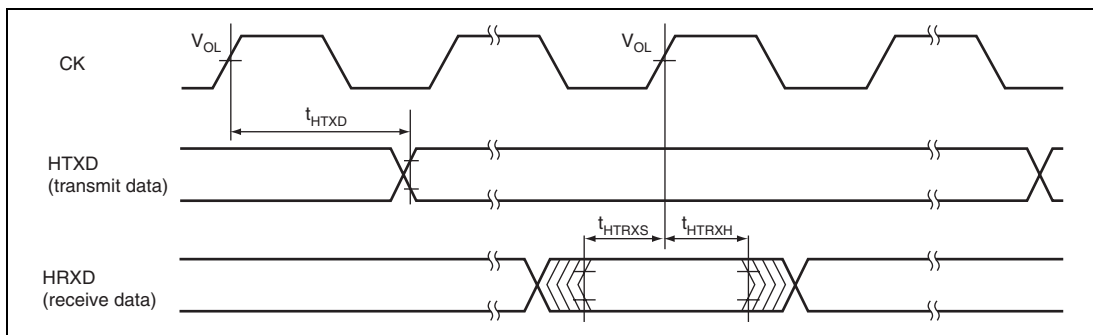 V_OL
V_OL
CK
t_HTXD
HTXD
(transmit data)
t_HTRXS
t_HTRXH
HRXD
(receive data)